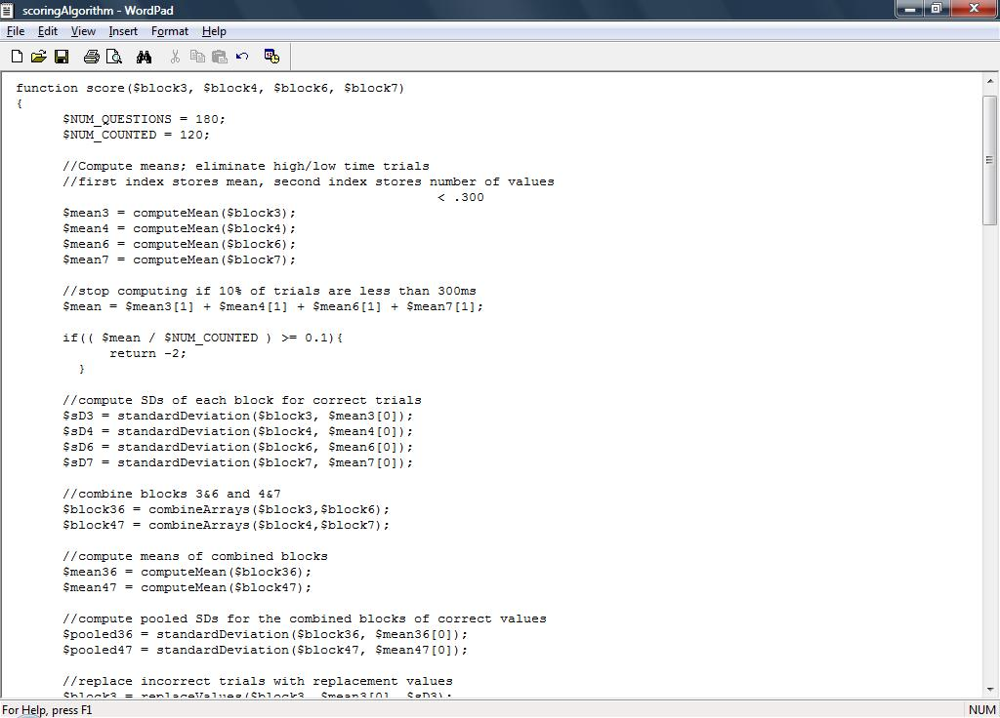 scoringAlgorithm - WordPad
File Edit View Insert Format Help
function score($block3, $block4, $block6, $block7)
{
$NUM_QUESTIONS = 180;
$NUM_COUNTED = 120;
//Compute means; eliminate high/low time trials
//first index stores mean, second index stores number of values
< .300
$mean3 = computeMean($block3);
$mean4 = computeMean($block4);
$mean6 = computeMean($block6);
$mean7 = computeMean($block7);
//stop computing if 10% of trials are less than 300ms
$mean = $mean3[1] + $mean4[1] + $mean6[1] + $mean7[1];
if(( $mean / $NUM_COUNTED ) >= 0.1){
return -2;
}
//compute SDs of each block for correct trials
$sD3 = standardDeviation($block3, $mean3[0]);
$sD4 = standardDeviation($block4, $mean4[0]);
$sD6 = standardDeviation($block6, $mean6[0]);
$sD7 = standardDeviation($block7, $mean7[0]);
//combine blocks 3&6 and 4&7
$block36 = combineArrays($block3,$block6);
$block47 = combineArrays($block4,$block7);
//compute means of combined blocks
$mean36 = computeMean($block36);
$mean47 = computeMean($block47);
//compute pooled SDs for the combined blocks of correct values
$pooled36 = standardDeviation($block36, $mean36[0]);
$pooled47 = standardDeviation($block47, $mean47[0]);
//replace incorrect trials with replacement values
$block3 = replaceValues($block3, $mean3[0], $sD3);
For Help, press F1
NUM